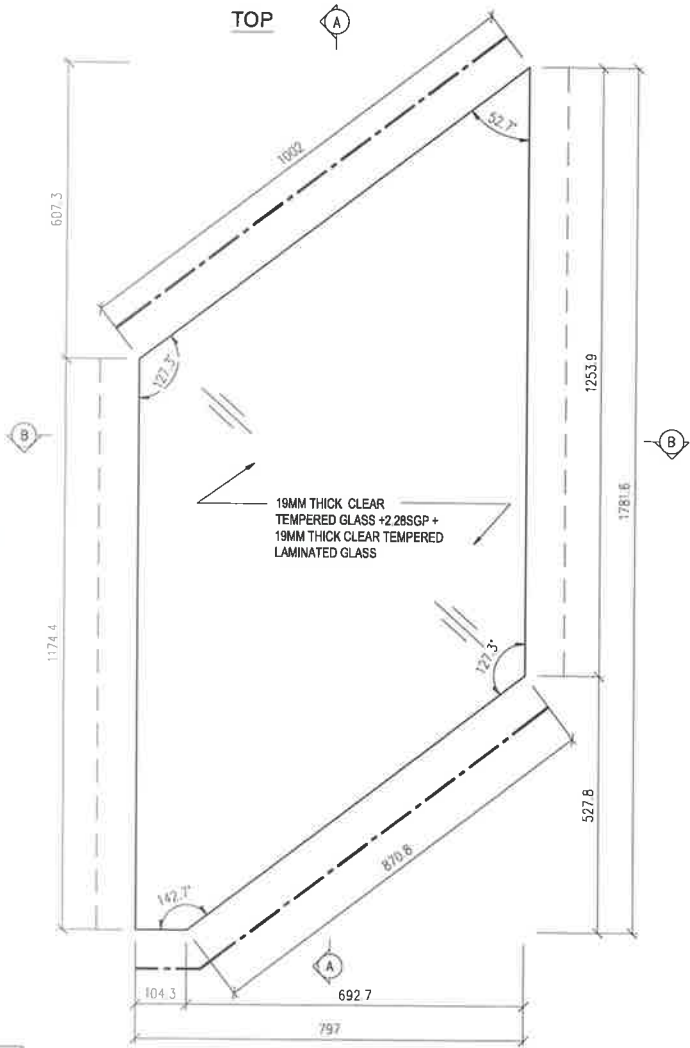 TOP
A
1002
52.7°
607.3
127.3°
1253.9
B
B
1781.6
19MM THICK CLEAR
TEMPERED GLASS +2.28SGP +
19MM THICK CLEAR TEMPERED
LAMINATED GLASS
1174.4
127.3°
527.8
870.8
142.7°
A
104.3
692.7
797